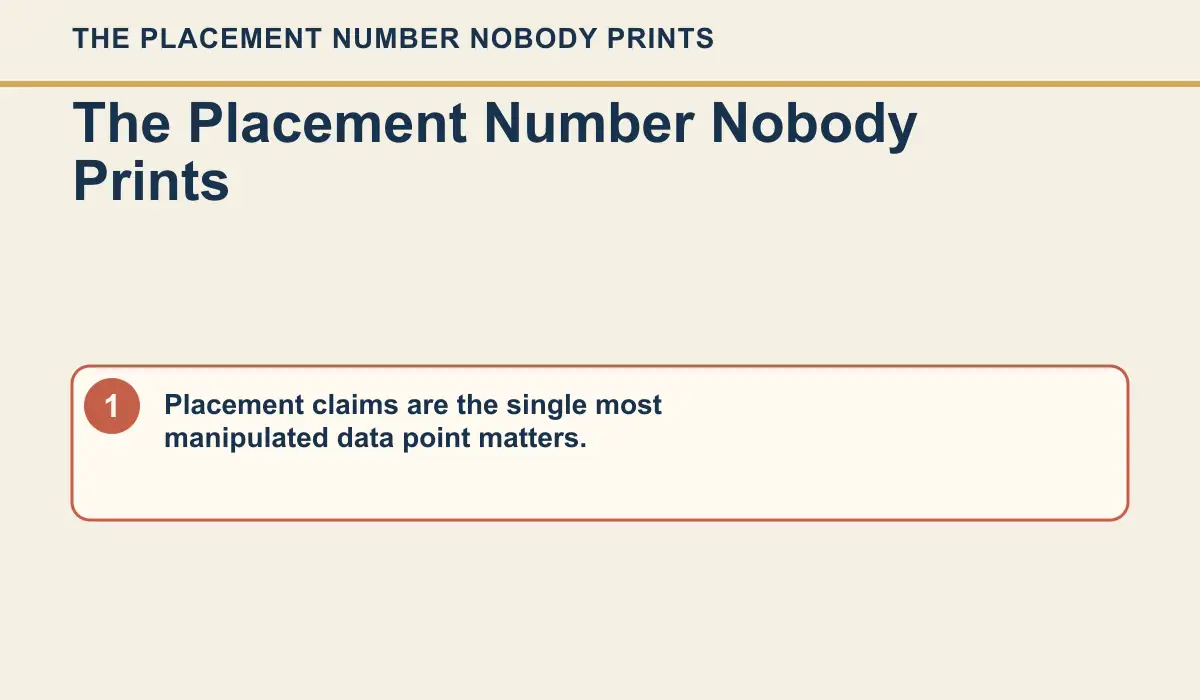 THE PLACEMENT NUMBER NOBODY PRINTS
The Placement Number Nobody
Prints
1
Placement claims are the single most
manipulated data point matters.